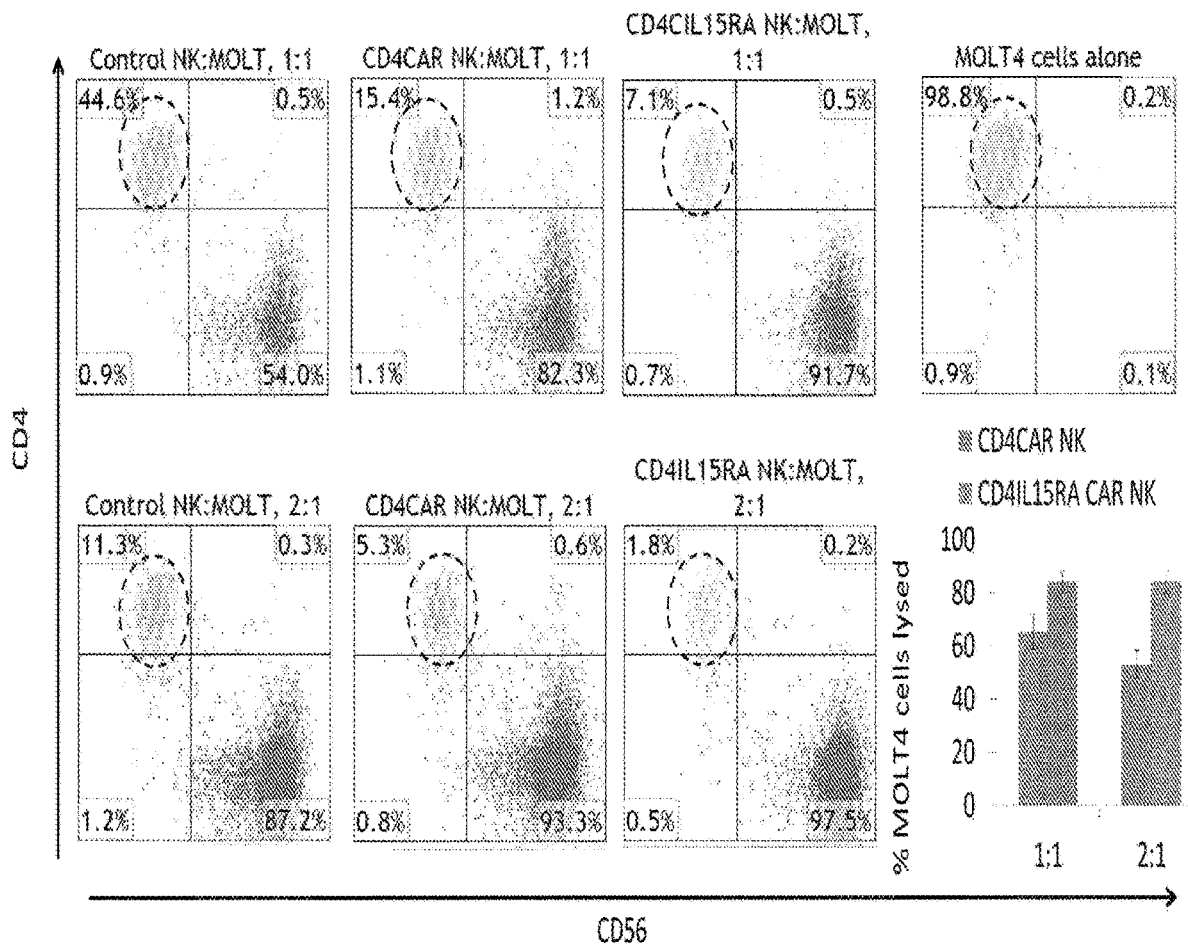 Control NK:MOLT, 1:1
CD4CAR NK:MOLT, 1:1
CD4CIL15RA NK:MOLT,
1:1
MOLT4 cells alone
44.6% 0.5%
0.9% 54.0%
15.4% 1.2%
1.1% 82.3%
7.1% 0.5%
0.7% 91.7%
98.8% 0.2%
0.9% 0.1%
CD4
Control NK:MOLT, 2:1
CD4CAR NK:MOLT, 2:1
CD4IL15RA NK:MOLT,
2:1
11.3% 0.3%
1.2% 87.2%
5.3% 0.6%
0.8% 93.3%
1.8% 0.2%
0.5% 97.5%
CD4CAR NK
CD4IL15RA CAR NK
% MOLT4 cells lysed
100
80
60
40
20
0
1:1 2:1
CD56